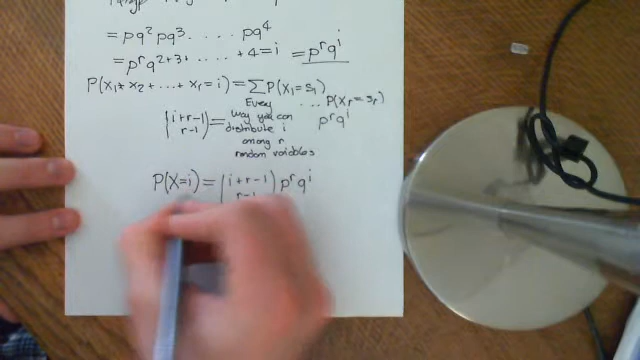 = pq² pq³ . . . . pq⁴
= pʳq²⁺³⁺ . . . . . +4=i = pʳqⁱ
P(X₁+X₂+...+Xᵣ=i) = ∑P(X₁=s₁)
Every ... P(Xᵣ=sᵣ)
(i+r-1 r-1) = way you can pʳqⁱ
distribute i
among r
random variables
P(X=i) = (i+r-1 r-1) pʳqⁱ